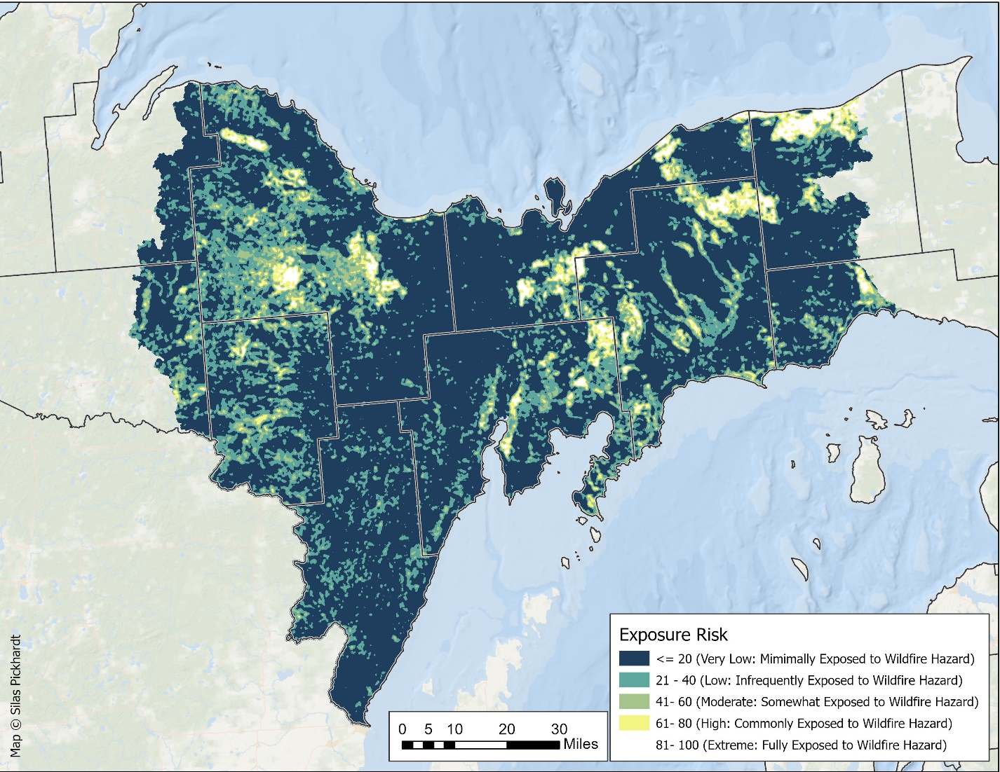 Exposure Risk
<= 20 (Very Low: Mimimally Exposed to Wildfire Hazard)
21 - 40 (Low: Infrequently Exposed to Wildfire Hazard)
41- 60 (Moderate: Somewhat Exposed to Wildfire Hazard)
61- 80 (High: Commonly Exposed to Wildfire Hazard)
81- 100 (Extreme: Fully Exposed to Wildfire Hazard)
0 5 10 20 30
Miles
Map © Silas Pickhardt